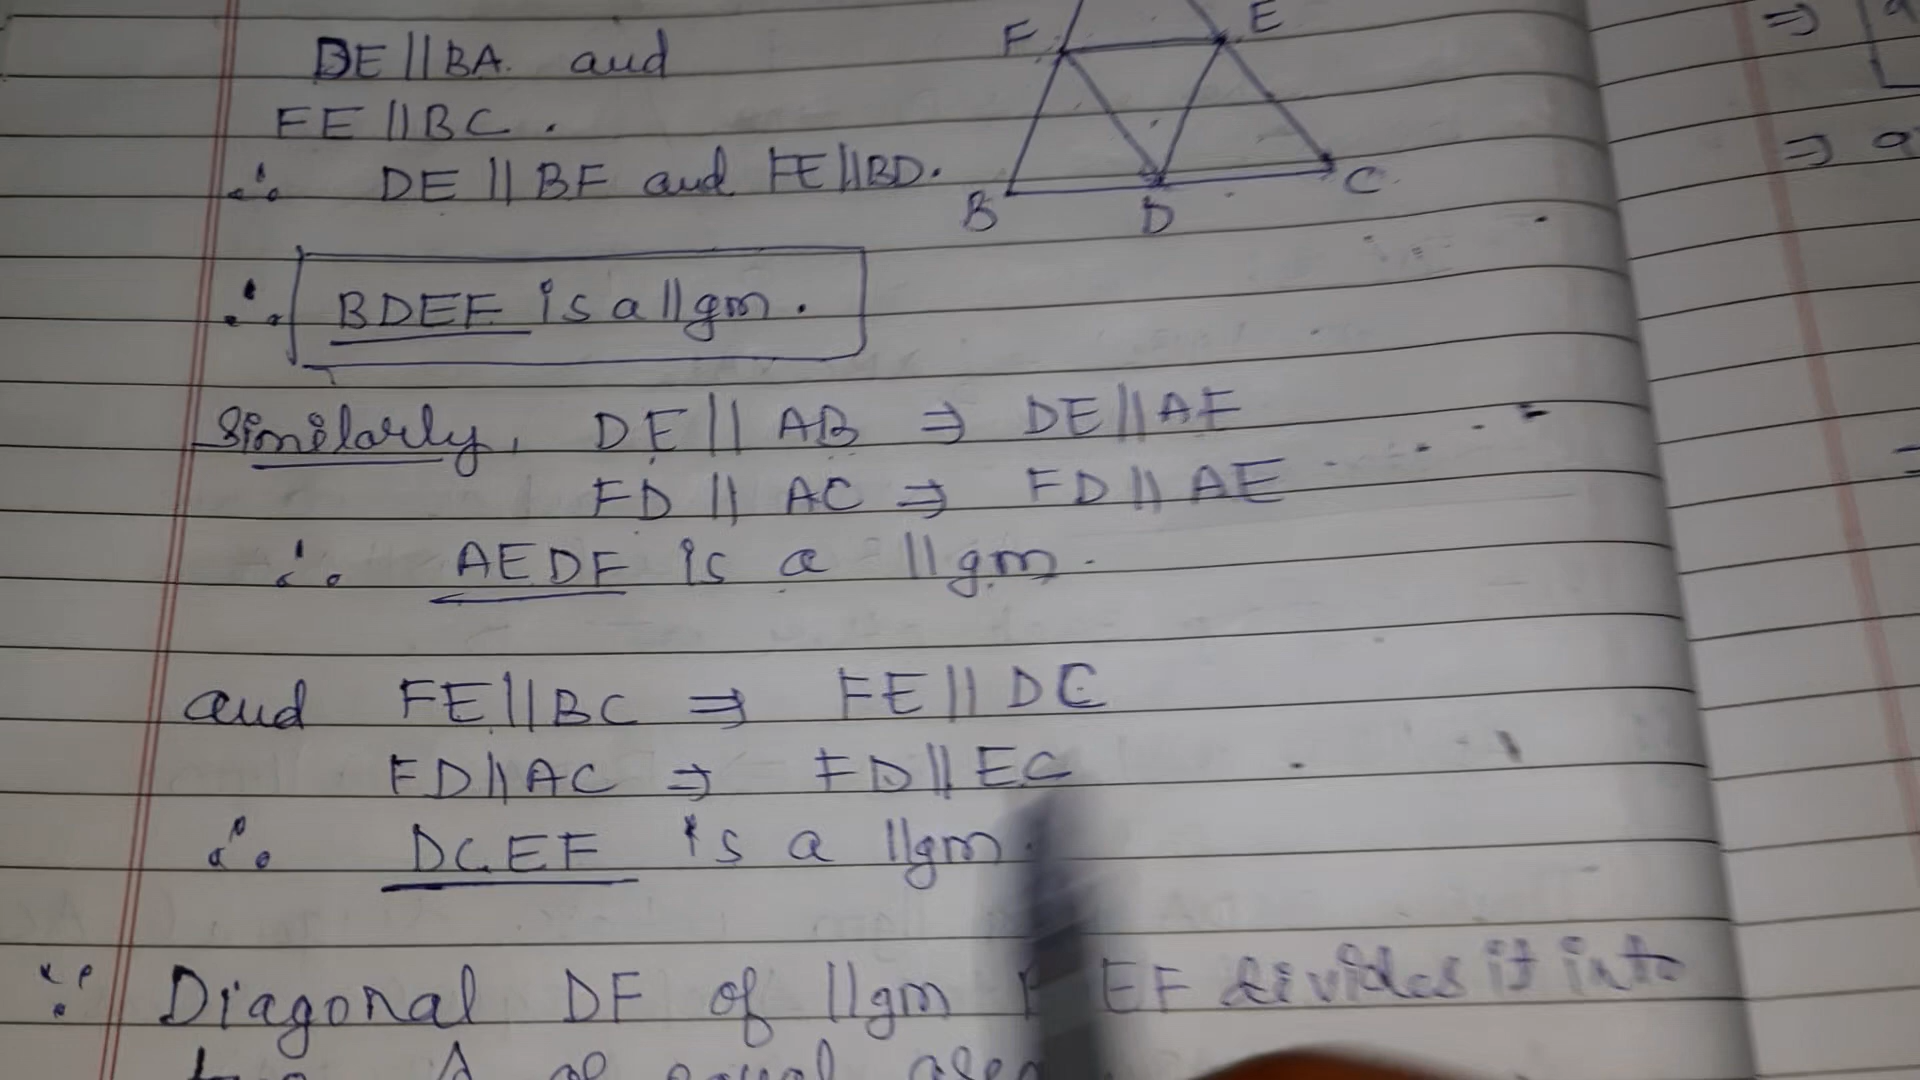 DE||BA. and
FE||BC.
∴ DE||BF and FE||BD.
F E
B D C
∴ BDEF is a ||gm.
Similarly, DE||AB ⇒ DE||AF
FD||AC ⇒ FD||AE
∴ AEDF is a ||gm.
and FE||BC ⇒ FE||DC
FD||AC ⇒ FD||EC
∴ DCEF is a ||gm.
∵ Diagonal DF of ||gm EF divides it into
of equal